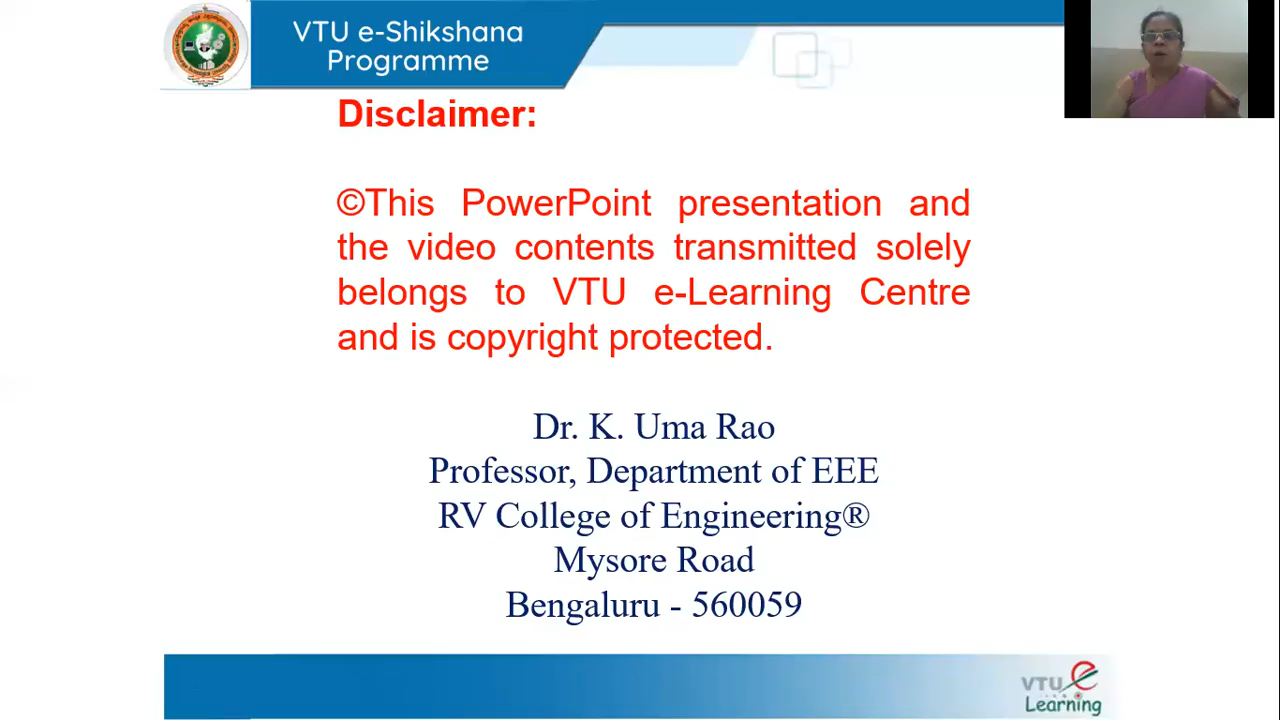 VTU e-Shikshana
Programme
Disclaimer:
©This PowerPoint presentation and
the video contents transmitted solely
belongs to VTU e-Learning Centre
and is copyright protected.
Dr. K. Uma Rao
Professor, Department of EEE
RV College of Engineering®
Mysore Road
Bengaluru - 560059
VTU e
Learning